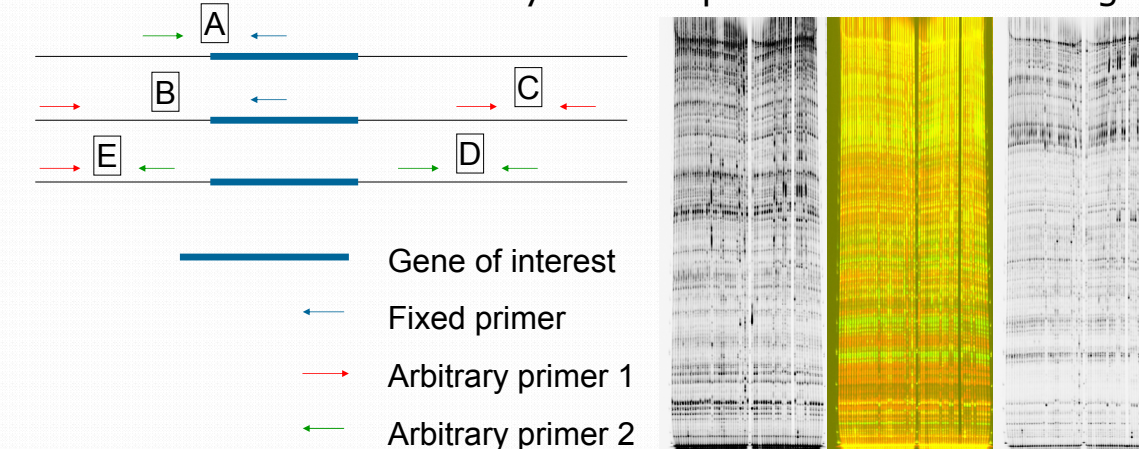 A
B
C
E
D
Gene of interest
Fixed primer
Arbitrary primer 1
Arbitrary primer 2